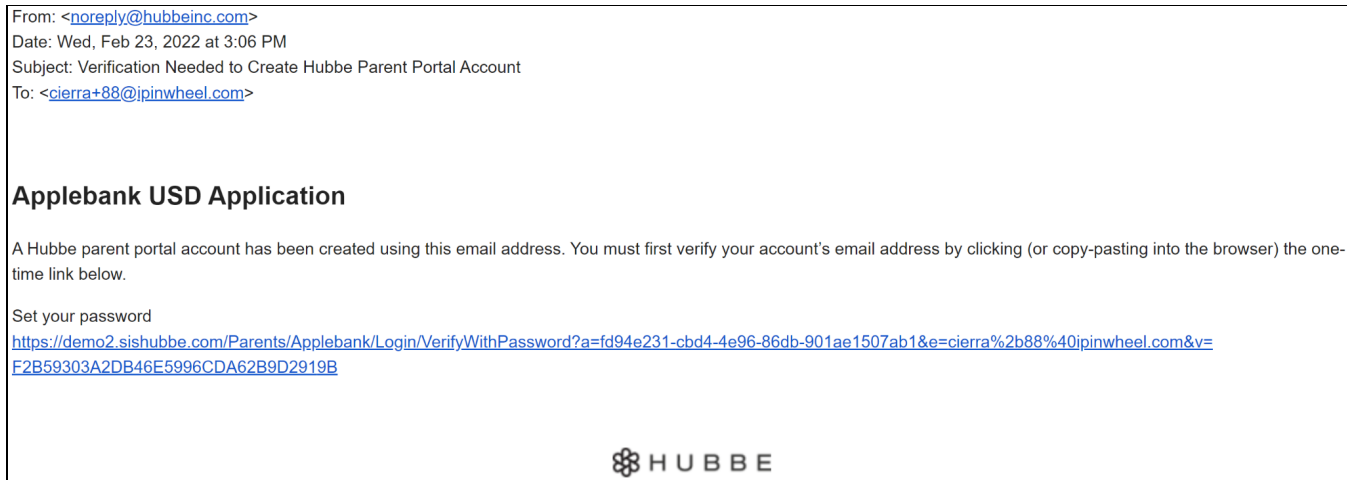 From: <noreply@hubbeinc.com>
Date: Wed, Feb 23, 2022 at 3:06 PM
Subject: Verification Needed to Create Hubbe Parent Portal Account
To: <cierra+88@ipinwheel.com>
Applebank USD Application
A Hubbe parent portal account has been created using this email address. You must first verify your account’s email address by clicking (or copy-pasting into the browser) the one-
time link below.
Set your password
https://demo2.sishubbe.com/Parents/Applebank/Login/VerifyWithPassword?a=fd94e231-cbd4-4e96-86db-901ae1507ab1&e=cierra%2b88%40ipinwheel.com&v=
F2B59303A2DB46E5996CDA62B9D2919B
HUBBE